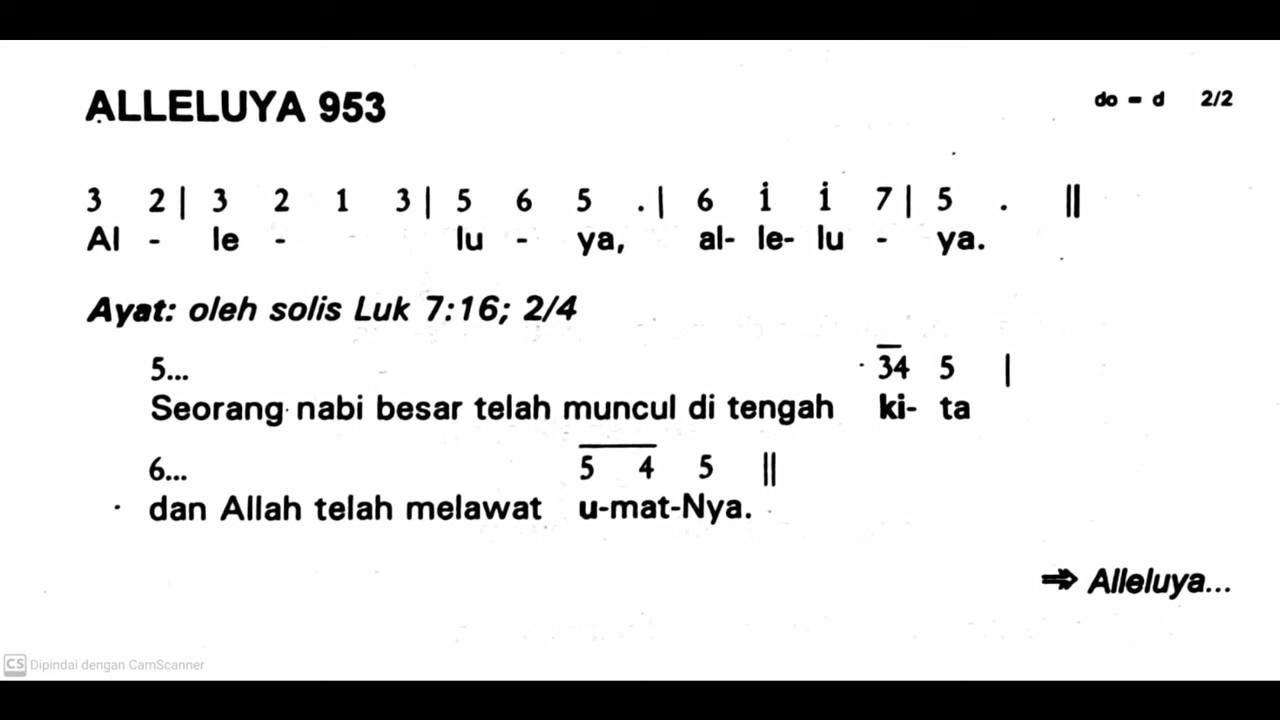 ALLELUYA 953 do = d 2/2
3 2 | 3 2 1 3 | 5 6 5 . | 6 i i 7 | 5 . ||
Al - le - lu - ya, al- le- lu - ya.
Ayat: oleh solis Luk 7:16; 2/4
5... 34 5 |
Seorang nabi besar telah muncul di tengah ki- ta
6... 5 4 5 ||
dan Allah telah melawat u-mat-Nya.
⇒ Alleluya...
CS Dipindai dengan CamScanner